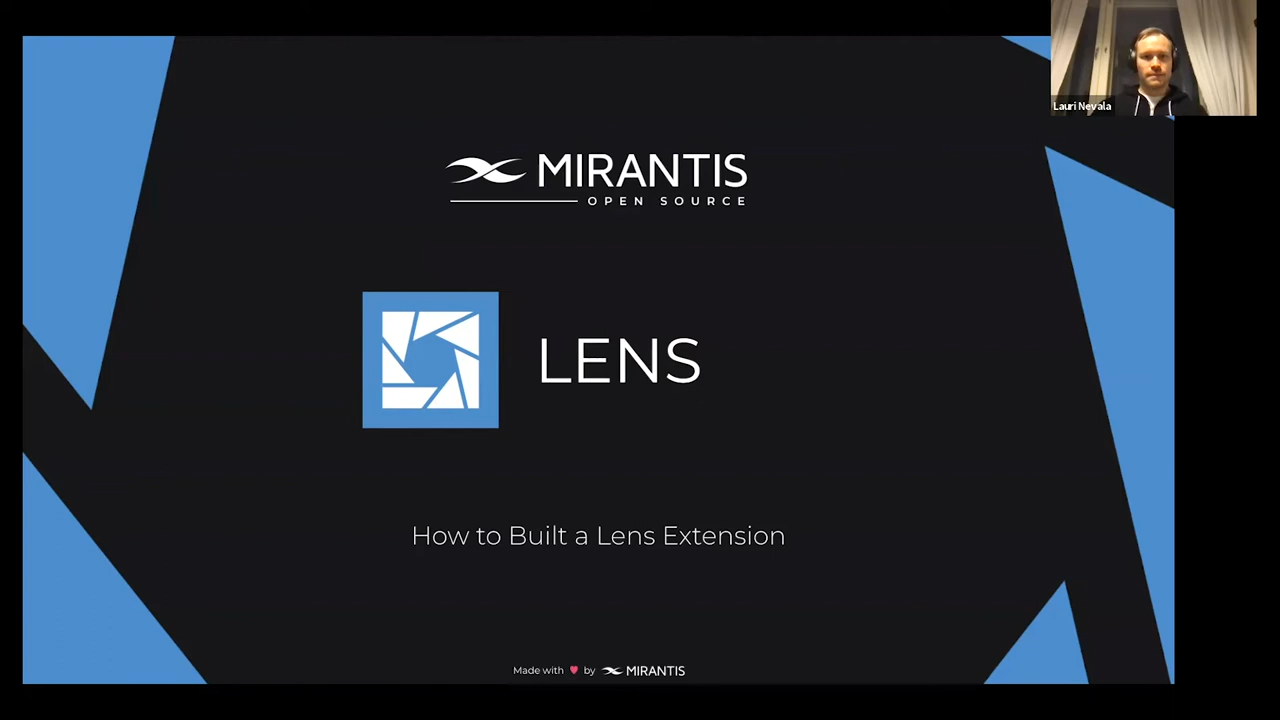 Lauri Nevala
MIRANTIS
OPEN SOURCE
LENS
How to Built a Lens Extension
Made with by MIRANTIS